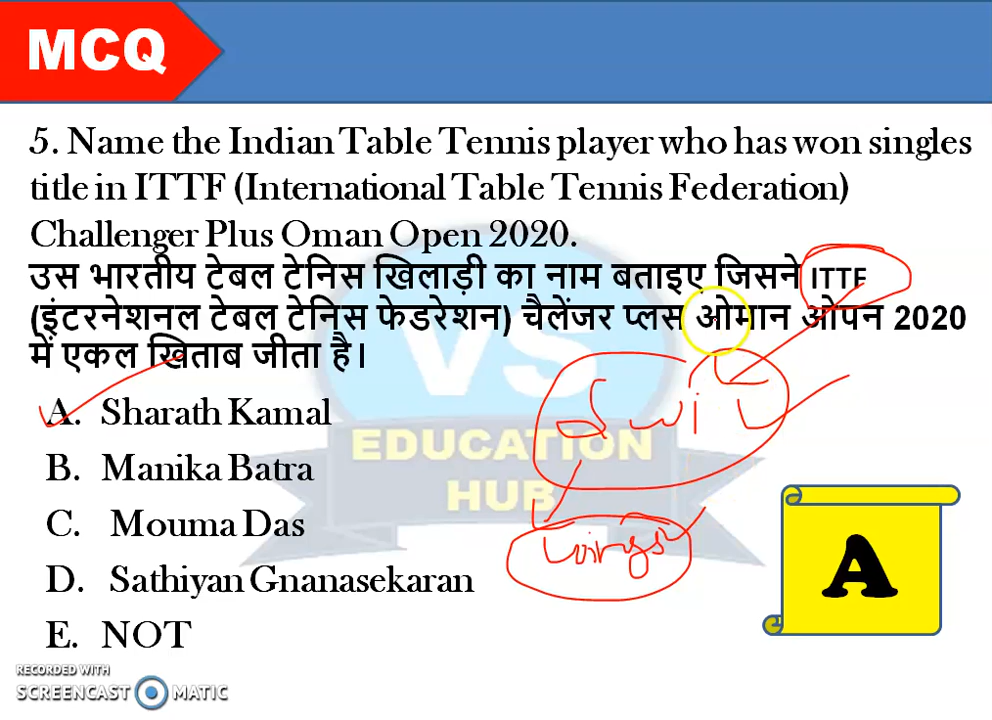 MCQ
5. Name the Indian Table Tennis player who has won singles
title in ITTF (International Table Tennis Federation)
Challenger Plus Oman Open 2020.
उस भारतीय टेबल टेनिस खिलाड़ी का नाम बताइए जिसने ITTF
(इंटरनेशनल टेबल टेनिस फेडरेशन) चैलेंजर प्लस ओमान ओपन 2020
में एकल खिताब जीता है।
A. Sharath Kamal
B. Manika Batra
C. Mouma Das
D. Sathiyan Gnanasekaran
E. NOT
VS
EDUCATION
HUB
A
RECORDED WITH
SCREENCAST MATIC